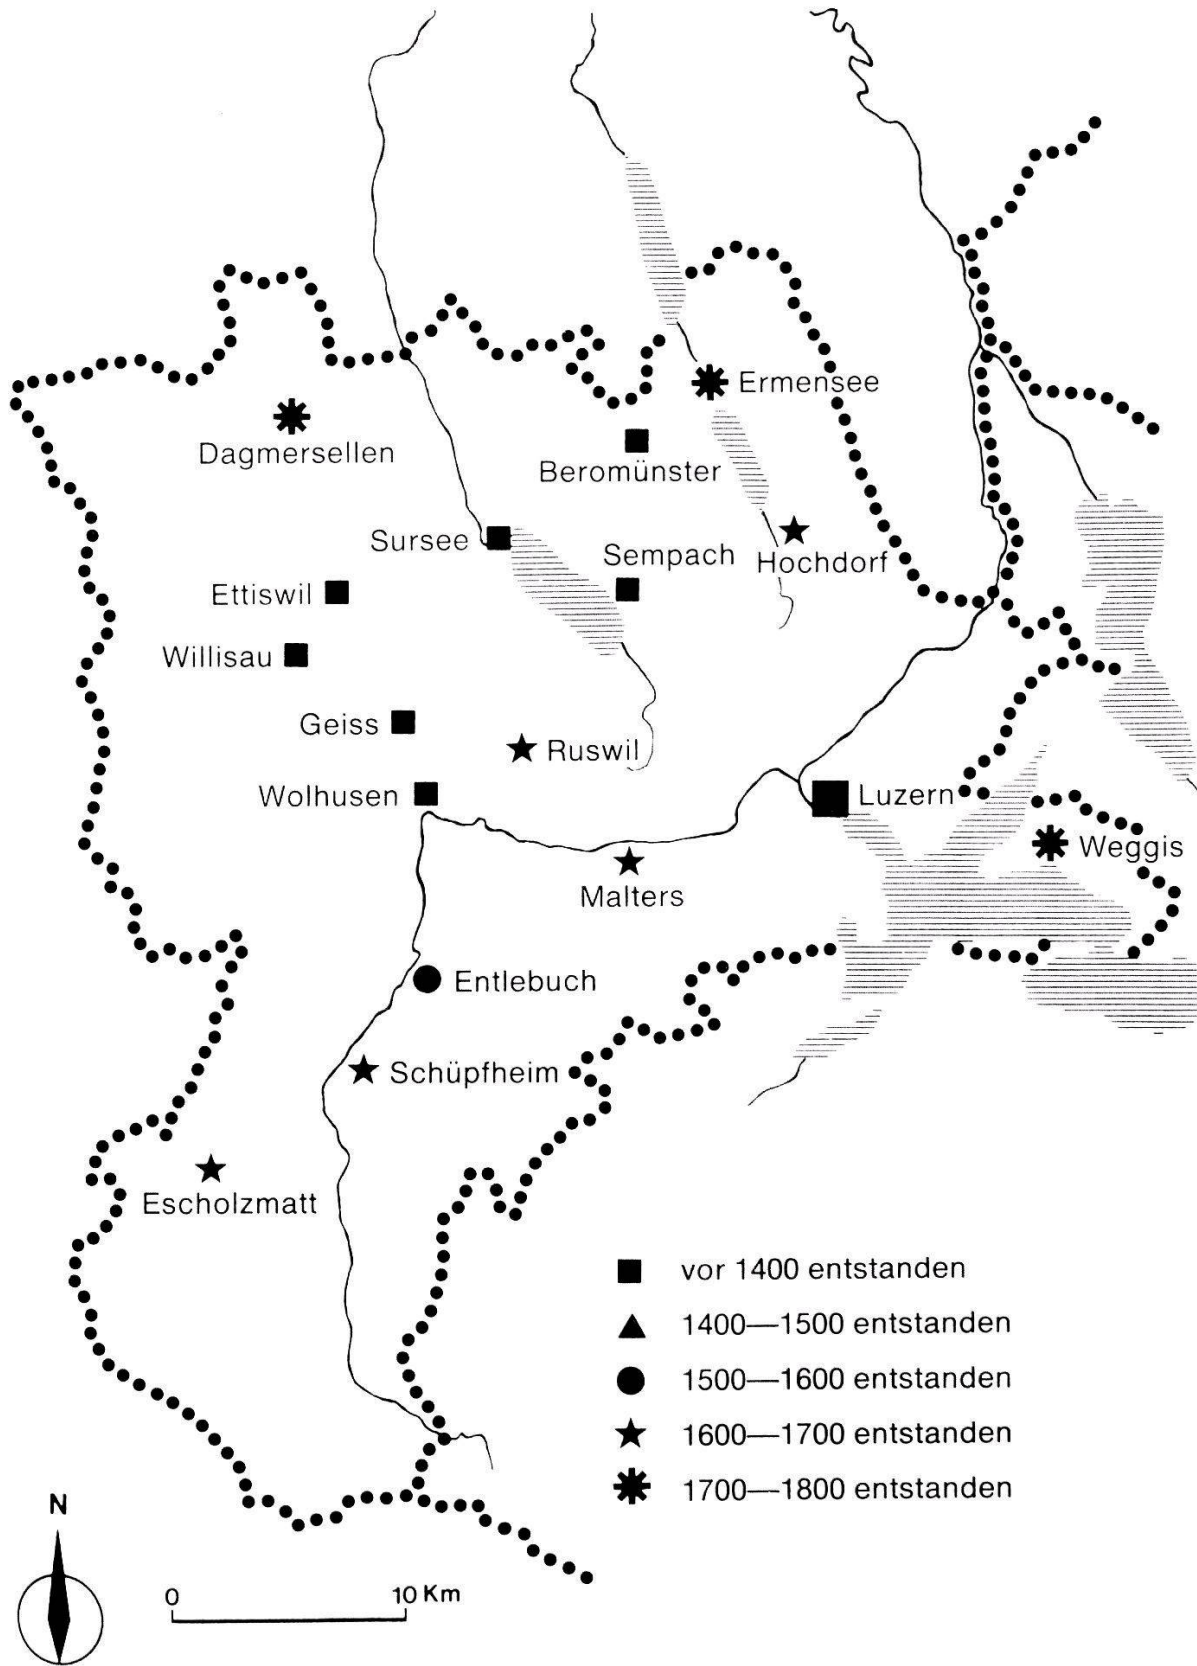 Ermensee
Dagmersellen
Beromünster
Sursee
Sempach
Hochdorf
Ettiswil
Willisau
Geiss
Ruswil
Wolhusen
Luzern
Weggis
Malters
Entlebuch
Schüpfheim
Escholzmatt
vor 1400 entstanden
1400—1500 entstanden
1500—1600 entstanden
1600—1700 entstanden
1700—1800 entstanden
N
0 10 Km